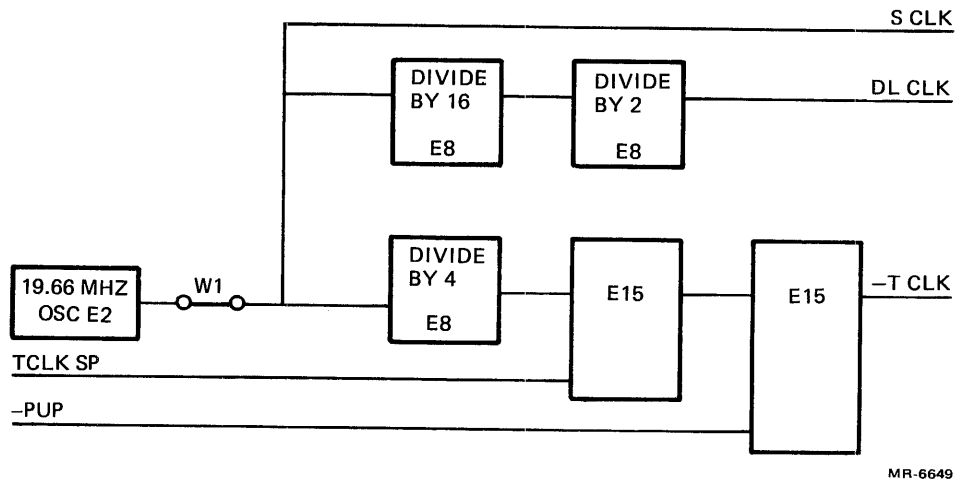 S CLK
DIVIDE
BY 16
E8
DIVIDE
BY 2
E8
DL CLK
19.66 MHZ
OSC E2
W1
DIVIDE
BY 4
E8
E15
E15
–T CLK
TCLK SP
–PUP
MR-6649